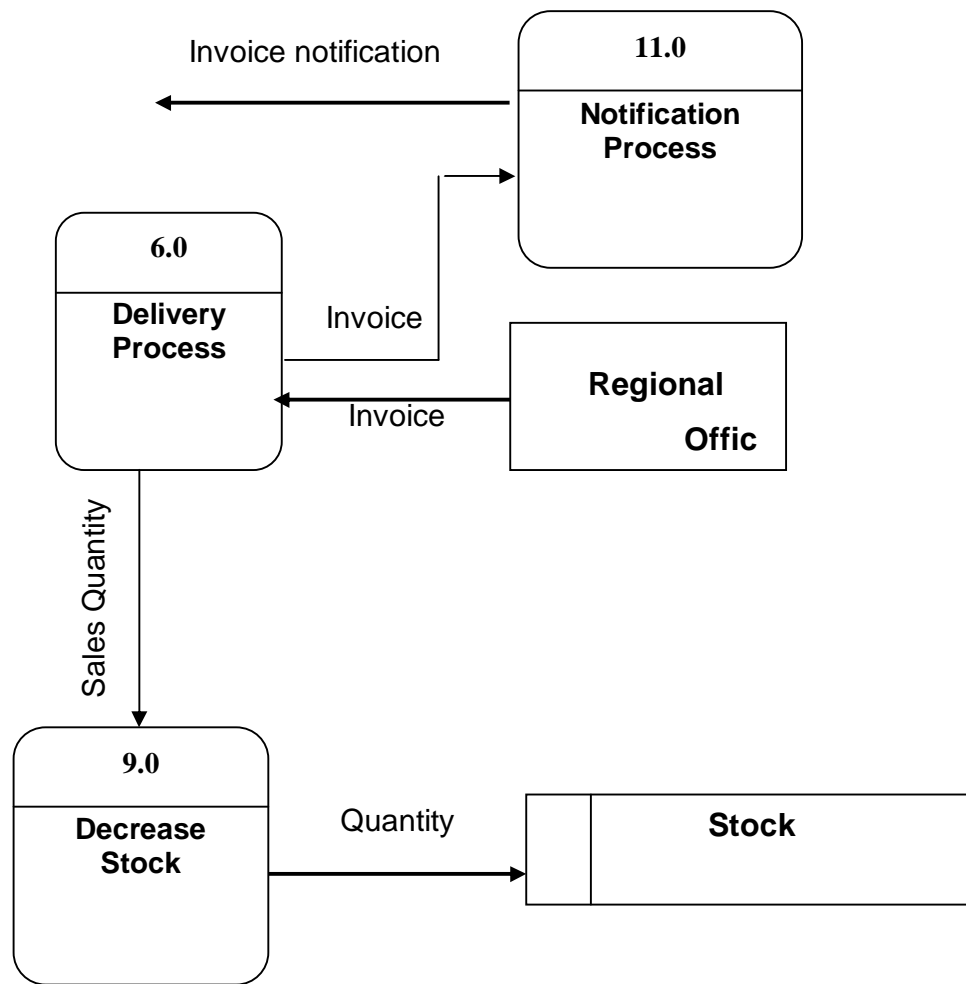 Invoice notification
11.0
Notification
Process
6.0
Delivery
Process
Invoice
Regional
Offic
Invoice
Sales Quantity
9.0
Decrease
Stock
Quantity
Stock